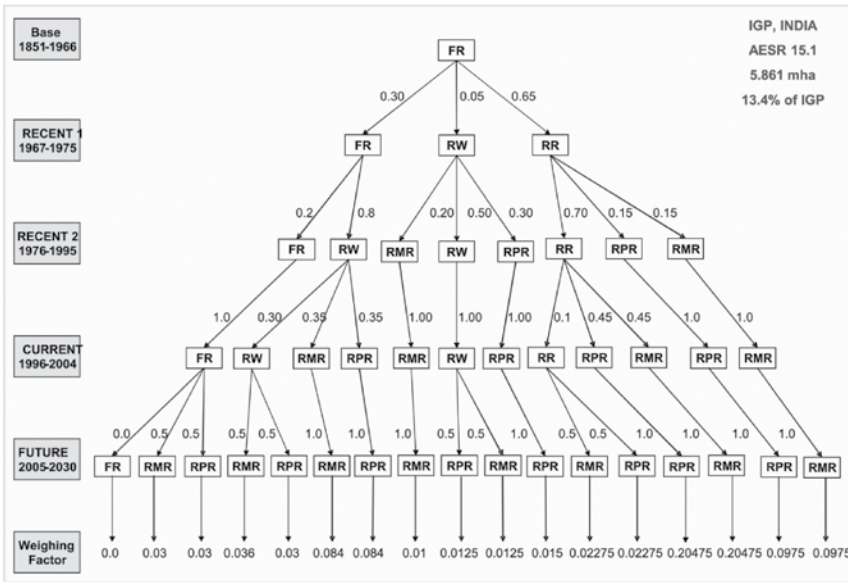 Base
1851-1966
IGP, INDIA
AESR 15.1
5.861 mha
13.4% of IGP
FR
0.30 0.05 0.65
RECENT 1
1967-1975
FR RW RR
0.2 0.8 0.20 0.50 0.30 0.70 0.15 0.15
RECENT 2
1976-1995
FR RW RMR RW RPR RR RPR RMR
1.0 0.30 0.35 0.35 1.00 1.00 1.00 0.1 0.45 0.45 1.0 1.0
CURRENT
1996-2004
FR RW RMR RPR RMR RW RPR RR RPR RMR RPR RMR
0.0 0.5 0.5 0.5 0.5 1.0 1.0 1.0 0.5 0.5 1.0 0.5 0.5 1.0 1.0 1.0 1.0
FUTURE
2005-2030
FR RMR RPR RMR RPR RMR RPR RMR RPR RMR RPR RMR RPR RPR RMR RPR RMR
Weighing
Factor
0.0 0.03 0.03 0.036 0.03 0.084 0.084 0.01 0.0125 0.0125 0.015 0.02275 0.02275 0.20475 0.20475 0.0975 0.0975